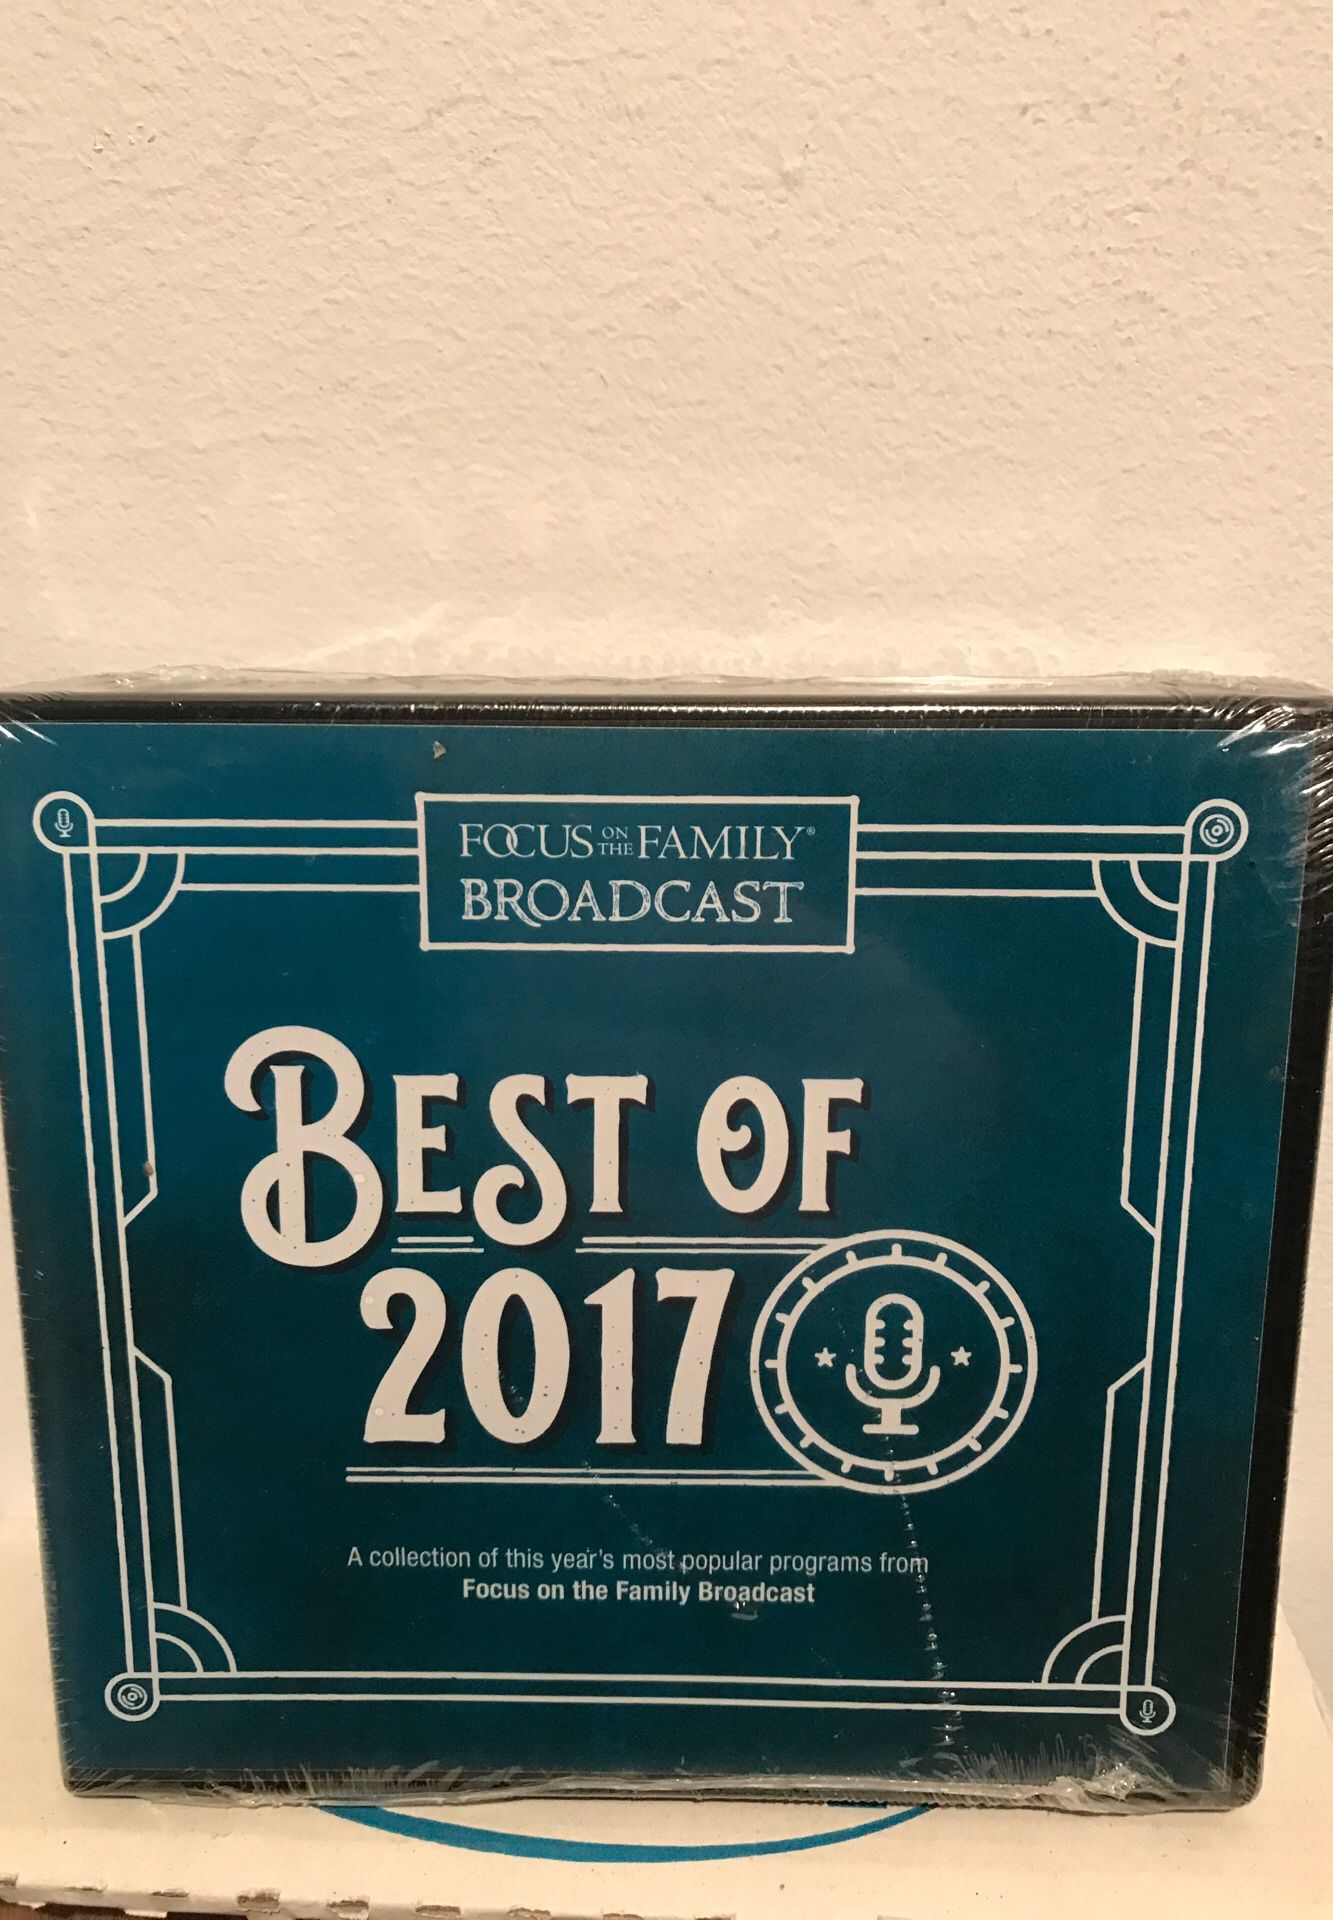 FOCUS ON THE FAMILY®
BROADCAST
BEST OF
2017
A collection of this year's most popular programs from
Focus on the Family Broadcast